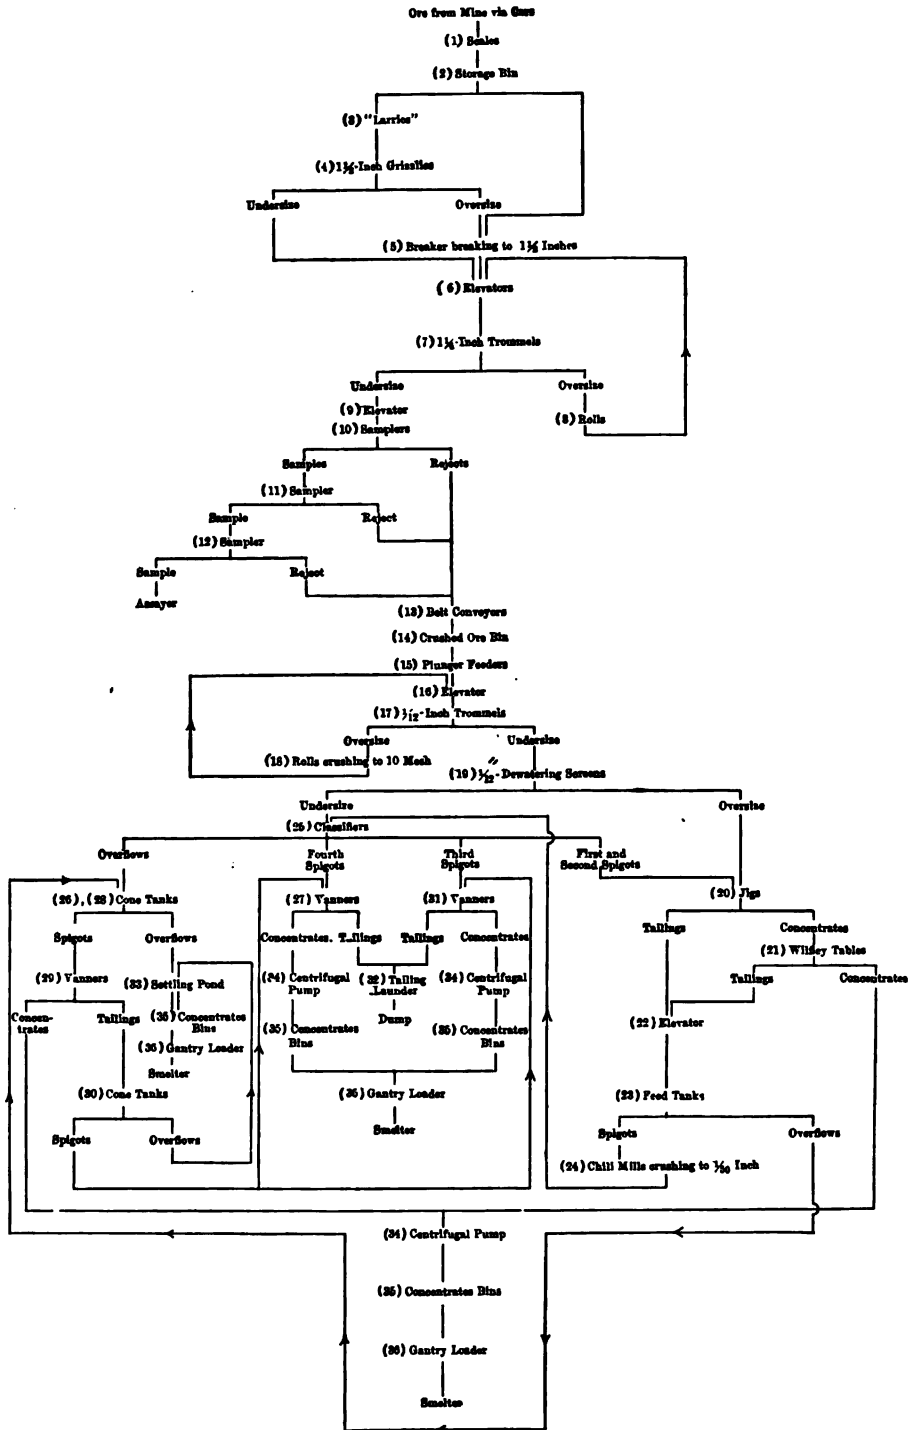 Ore from Mine via Cars
(1) Scales
(2) Storage Bin
(3) "Larries"
(4) 1½-Inch Grizzlies
Undersize
Oversize
(5) Breaker breaking to 1½ Inches
(6) Elevators
(7) 1½-Inch Trommels
Undersize
Oversize
(9) Elevator
(8) Rolls
(10) Samplers
Samples
Rejects
(11) Sampler
Sample
Reject
(12) Sampler
Sample
Reject
Assayer
(13) Belt Conveyors
(14) Crushed Ore Bin
(15) Plunger Feeders
(16) Elevator
(17) 1/12-Inch Trommels
Oversize
Undersize
(18) Rolls crushing to 10 Mesh
(19) Dewatering Screens
Undersize
Oversize
(25) Classifiers
Overflows
Fourth Spigots
Third Spigots
First and Second Spigots
(26), (28) Cone Tanks
(27) Vanners
(31) Vanners
(20) Jigs
Spigots
Overflows
Concentrates. Tailings
Tailings
Concentrates
Tailings
Concentrates
(21) Wilfley Tables
(29) Vanners
(33) Settling Pond
(34) Centrifugal Pump
(32) Tailing Launder
(34) Centrifugal Pump
Tailings
Concentrates
Concen-
trates
Tailings
(35) Concentrates Bins
Dump
(22) Elevator
(35) Concentrates Bins
(35) Concentrates Bins
(36) Gantry Loader
Smelter
(30) Cone Tanks
(36) Gantry Loader
(23) Feed Tanks
Smelter
Spigots
Overflows
Spigots
Overflows
(24) Chili Mills crushing to 1/30 Inch
(34) Centrifugal Pump
(35) Concentrates Bins
(36) Gantry Loader
Smelter